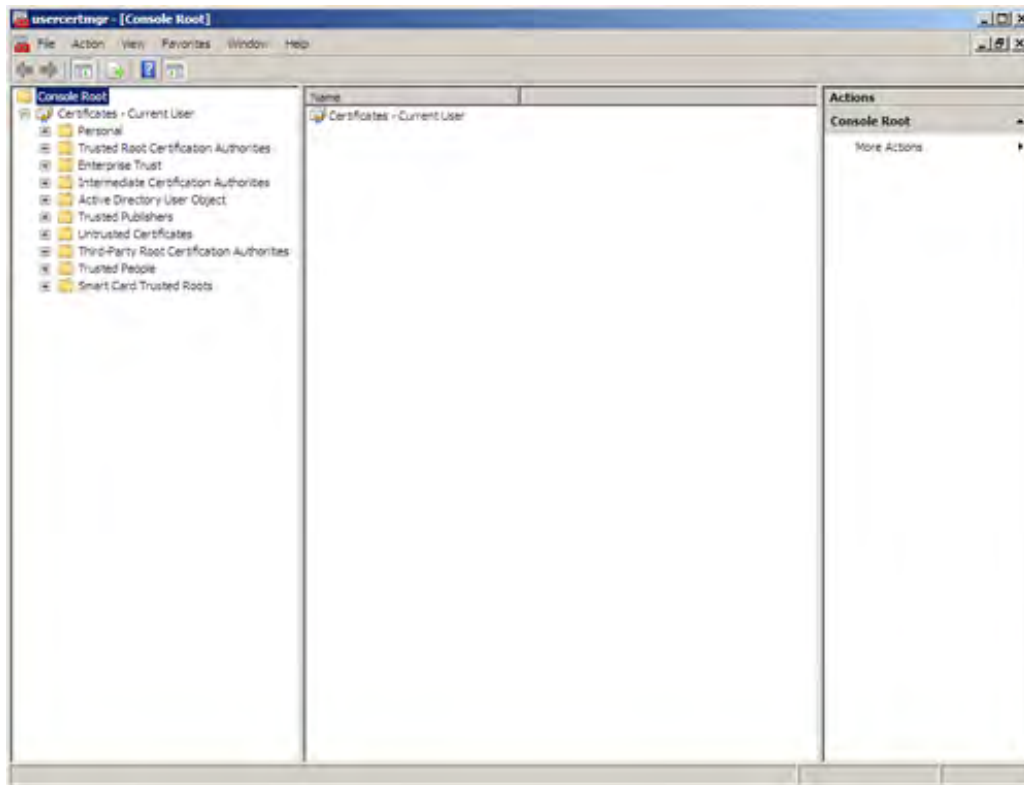 usercertmgr - [Console Root]
File Action View Favorites Window Help
Console Root
Certificates - Current User
Personal
Trusted Root Certification Authorities
Enterprise Trust
Intermediate Certification Authorities
Active Directory User Object
Trusted Publishers
Untrusted Certificates
Third-Party Root Certification Authorities
Trusted People
Smart Card Trusted Roots
Name
Certificates - Current User
Actions
Console Root
More Actions